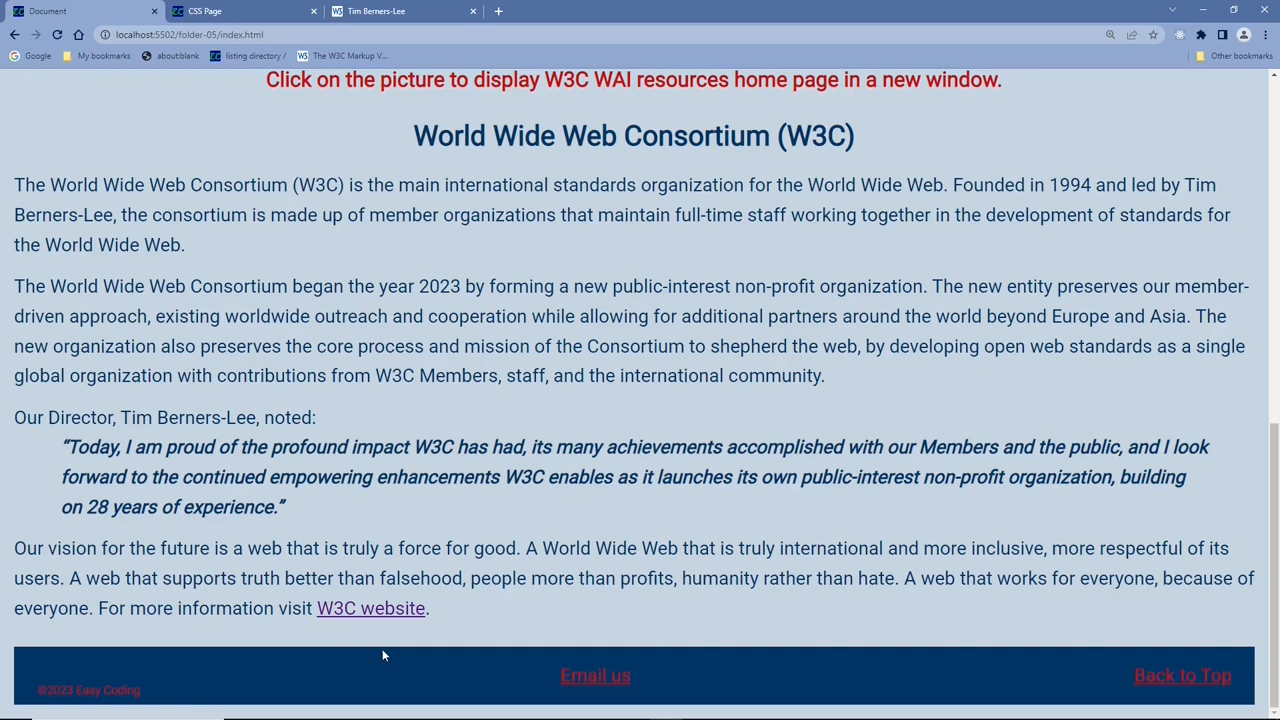 Document
CSS Page
Tim Berners-Lee
localhost:5502/folder-05/index.html
Google
My bookmarks
about:blank
listing directory /
The W3C Markup V...
Other bookmarks
Click on the picture to display W3C WAI resources home page in a new window.
World Wide Web Consortium (W3C)
The World Wide Web Consortium (W3C) is the main international standards organization for the World Wide Web. Founded in 1994 and led by Tim
Berners-Lee, the consortium is made up of member organizations that maintain full-time staff working together in the development of standards for
the World Wide Web.
The World Wide Web Consortium began the year 2023 by forming a new public-interest non-profit organization. The new entity preserves our member-
driven approach, existing worldwide outreach and cooperation while allowing for additional partners around the world beyond Europe and Asia. The
new organization also preserves the core process and mission of the Consortium to shepherd the web, by developing open web standards as a single
global organization with contributions from W3C Members, staff, and the international community.
Our Director, Tim Berners-Lee, noted:
“Today, I am proud of the profound impact W3C has had, its many achievements accomplished with our Members and the public, and I look
forward to the continued empowering enhancements W3C enables as it launches its own public-interest non-profit organization, building
on 28 years of experience.”
Our vision for the future is a web that is truly a force for good. A World Wide Web that is truly international and more inclusive, more respectful of its
users. A web that supports truth better than falsehood, people more than profits, humanity rather than hate. A web that works for everyone, because of
everyone. For more information visit W3C website.
©2023 Easy Coding
Email us
Back to Top